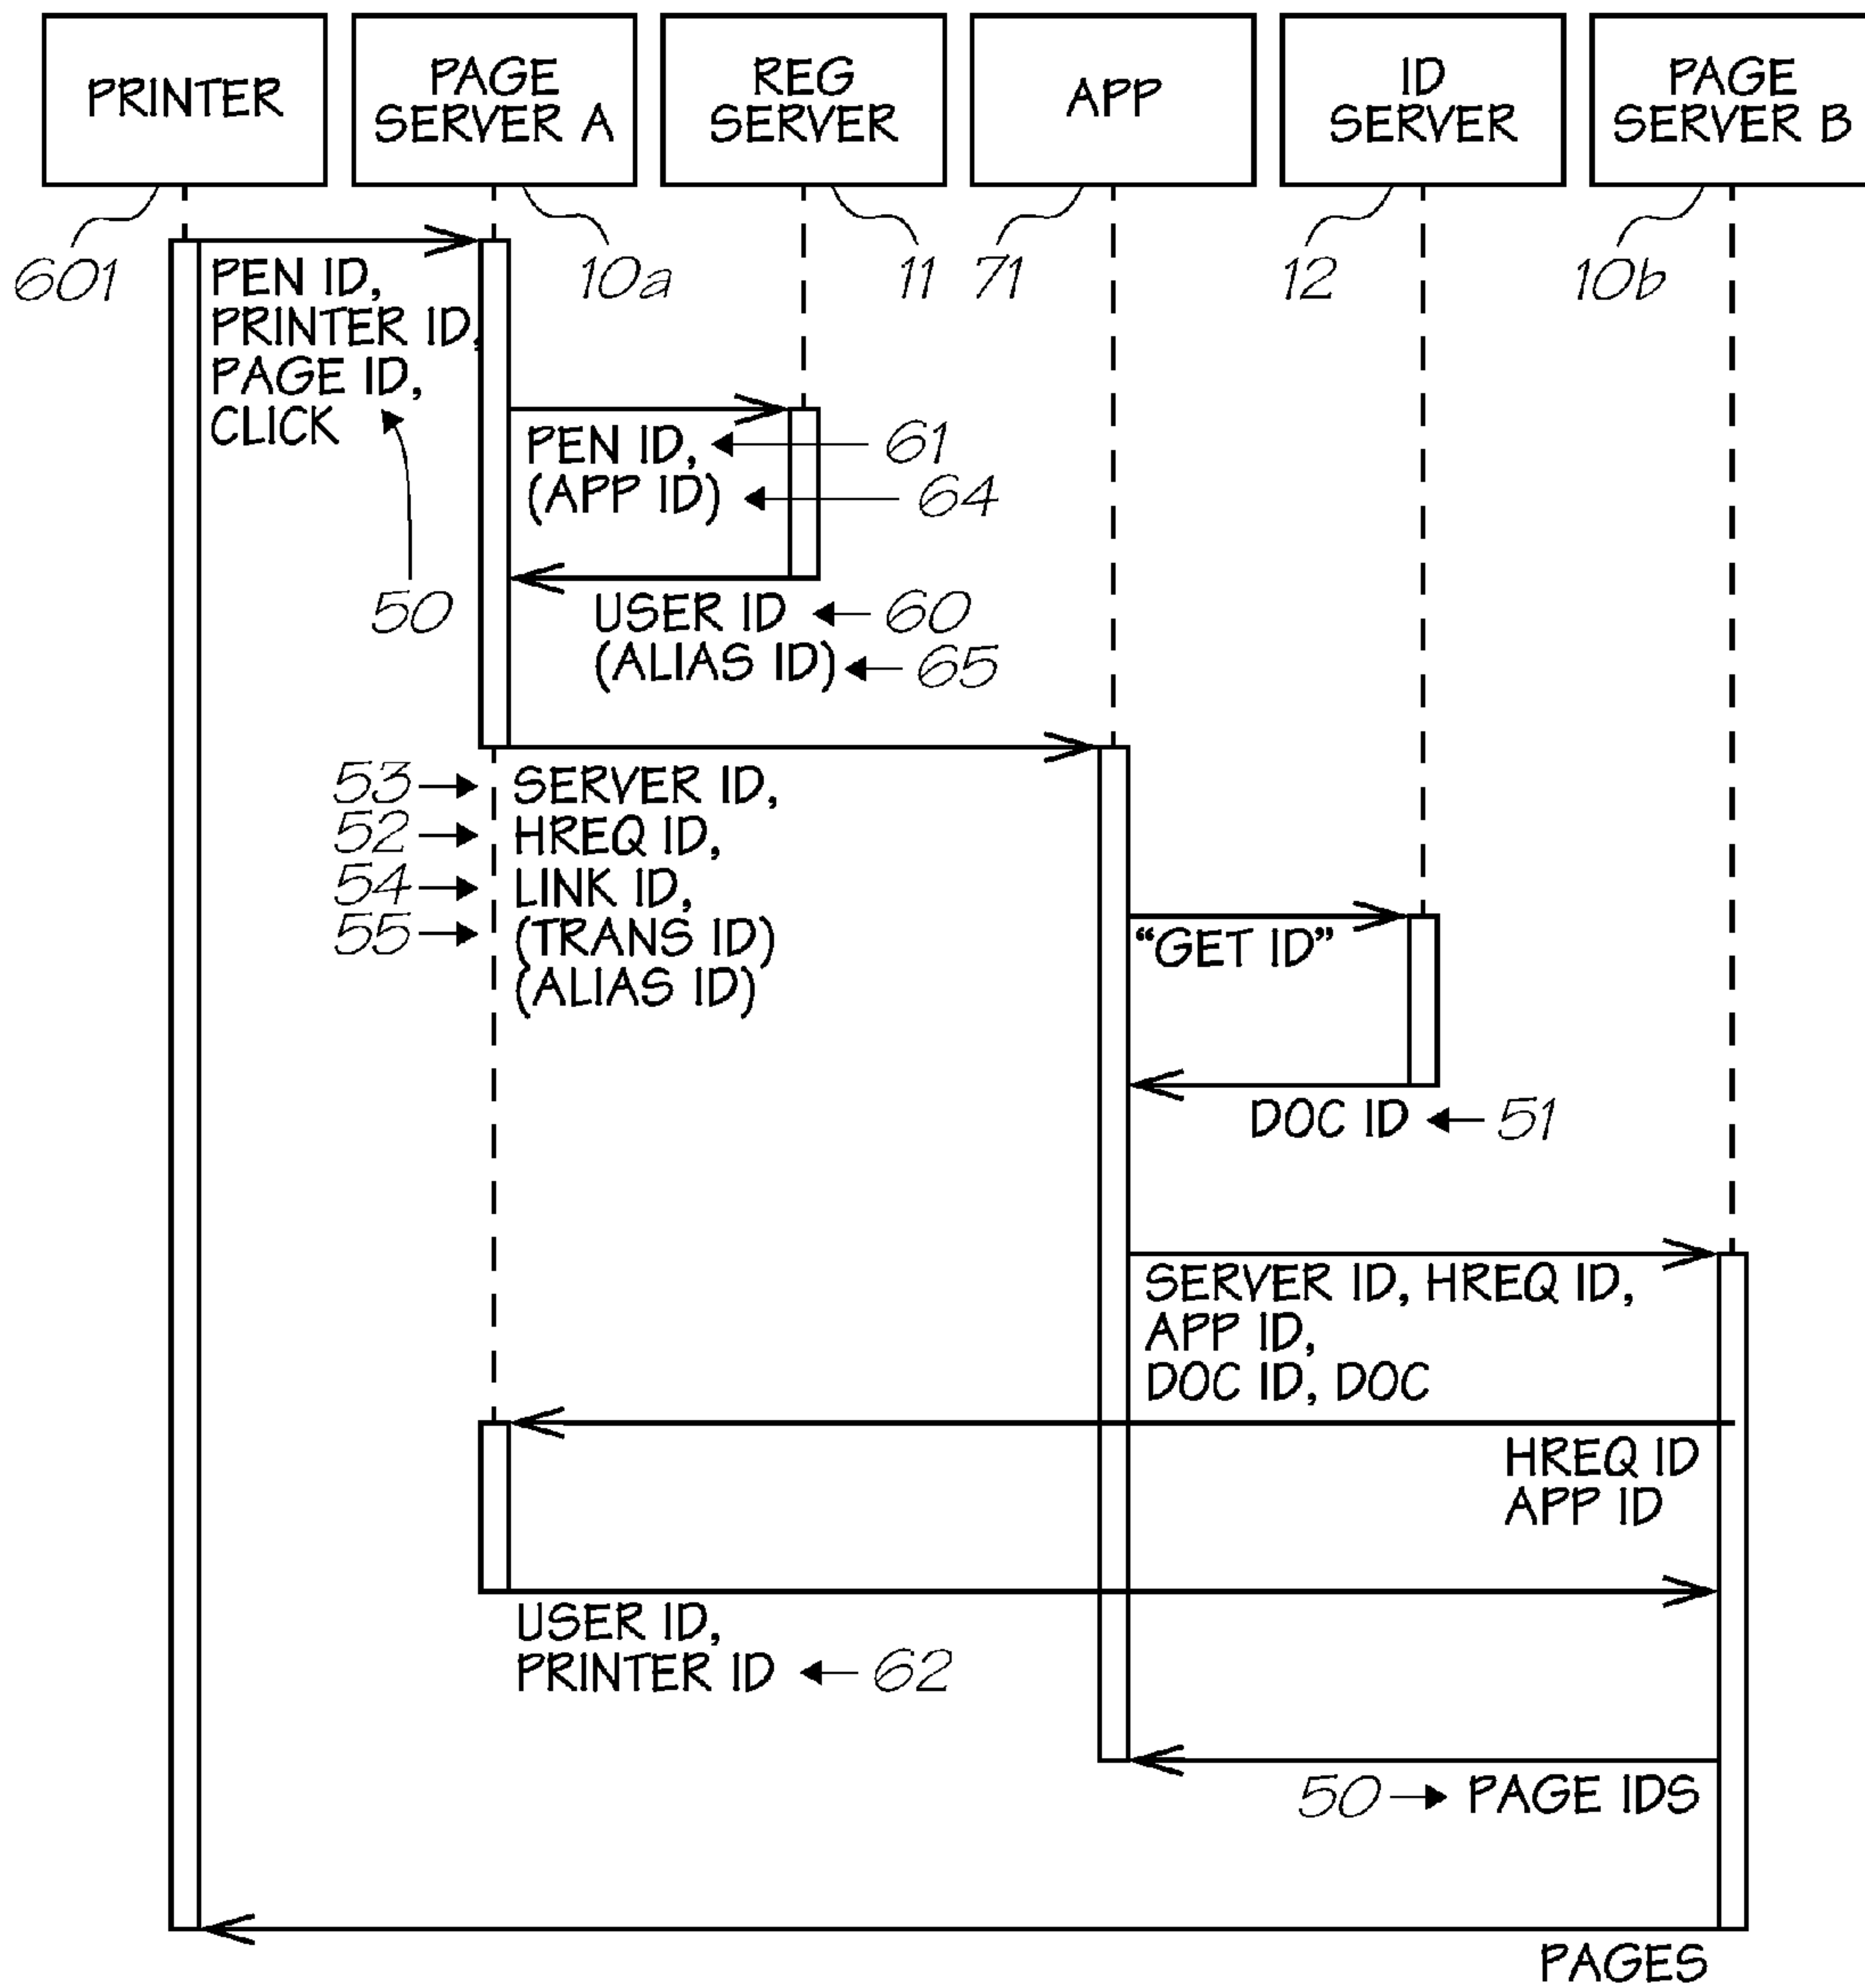 PRINTER
PAGE
SERVER A
REG
SERVER
APP
ID
SERVER
PAGE
SERVER B
601
10a
11
71
12
10b
PEN ID,
PRINTER ID,
PAGE ID,
CLICK
50
PEN ID,
61
(APP ID)
64
USER ID
60
(ALIAS ID)
65
53
SERVER ID,
52
HREQ ID,
54
LINK ID,
55
(TRANS ID)
(ALIAS ID)
“GET ID”
DOC ID
51
SERVER ID, HREQ ID,
APP ID,
DOC ID, DOC
HREQ ID
APP ID
USER ID,
PRINTER ID
62
50
PAGE IDS
PAGES